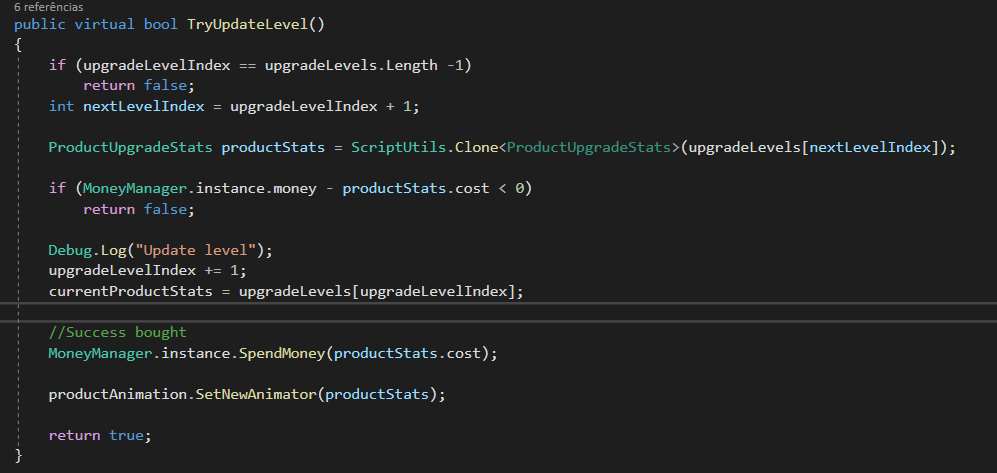 6 referências
public virtual bool TryUpdateLevel()
{
if (upgradeLevelIndex == upgradeLevels.Length -1)
return false;
int nextLevelIndex = upgradeLevelIndex + 1;
ProductUpgradeStats productStats = ScriptUtils.Clone<ProductUpgradeStats>(upgradeLevels[nextLevelIndex]);
if (MoneyManager.instance.money - productStats.cost < 0)
return false;
Debug.Log("Update level");
upgradeLevelIndex += 1;
currentProductStats = upgradeLevels[upgradeLevelIndex];
//Success bought
MoneyManager.instance.SpendMoney(productStats.cost);
productAnimation.SetNewAnimator(productStats);
return true;
}